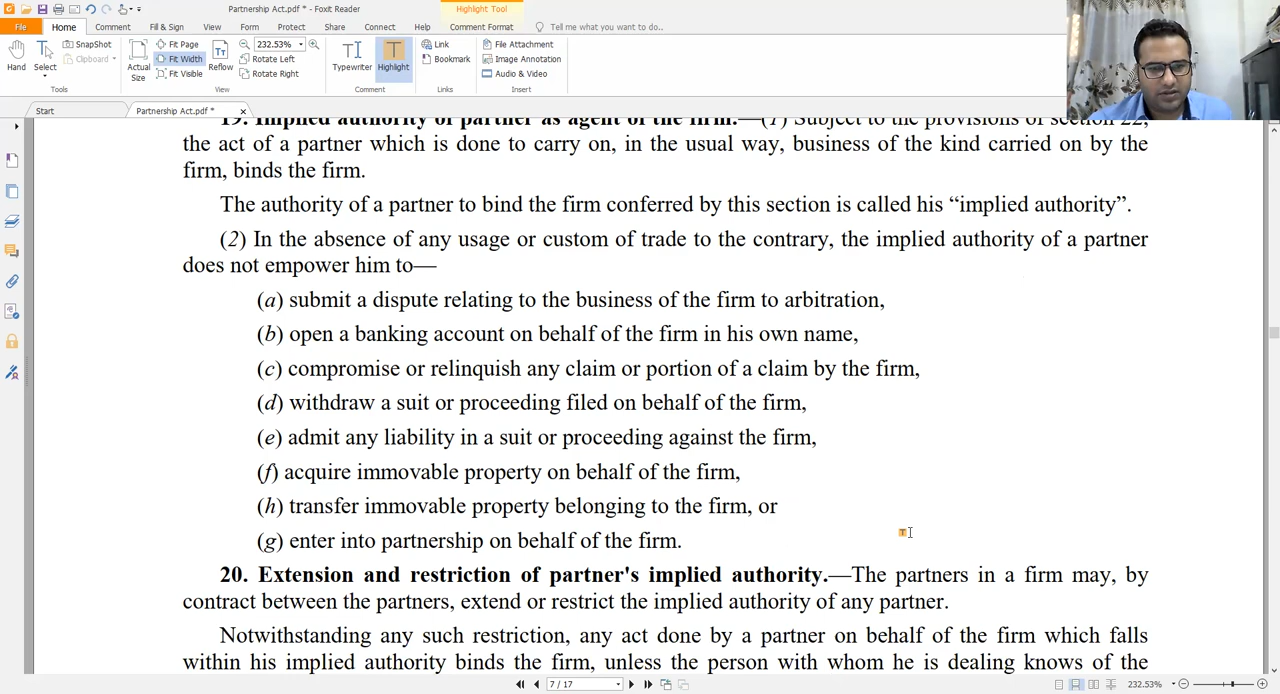 Partnership Act.pdf * - Foxit Reader
Highlight Tool
File Home Comment Fill & Sign View Form Protect Share Connect Help Comment Format Tell me what you want to do..
Hand Select SnapShot Clipboard Actual Size Fit Page Fit Width Fit Visible Reflow 232.53% Rotate Left Rotate Right Typewriter Highlight Link Bookmark File Attachment Image Annotation Audio & Video
Tools View Comment Links Insert
Start Partnership Act.pdf *
19. Implied authority of partner as agent of the firm.—(1) Subject to the provisions of section 22,
the act of a partner which is done to carry on, in the usual way, business of the kind carried on by the
firm, binds the firm.
The authority of a partner to bind the firm conferred by this section is called his “implied authority”.
(2) In the absence of any usage or custom of trade to the contrary, the implied authority of a partner
does not empower him to—
(a) submit a dispute relating to the business of the firm to arbitration,
(b) open a banking account on behalf of the firm in his own name,
(c) compromise or relinquish any claim or portion of a claim by the firm,
(d) withdraw a suit or proceeding filed on behalf of the firm,
(e) admit any liability in a suit or proceeding against the firm,
(f) acquire immovable property on behalf of the firm,
(h) transfer immovable property belonging to the firm, or
(g) enter into partnership on behalf of the firm.
20. Extension and restriction of partner's implied authority.—The partners in a firm may, by
contract between the partners, extend or restrict the implied authority of any partner.
Notwithstanding any such restriction, any act done by a partner on behalf of the firm which falls
within his implied authority binds the firm, unless the person with whom he is dealing knows of the
7 / 17 232.53%